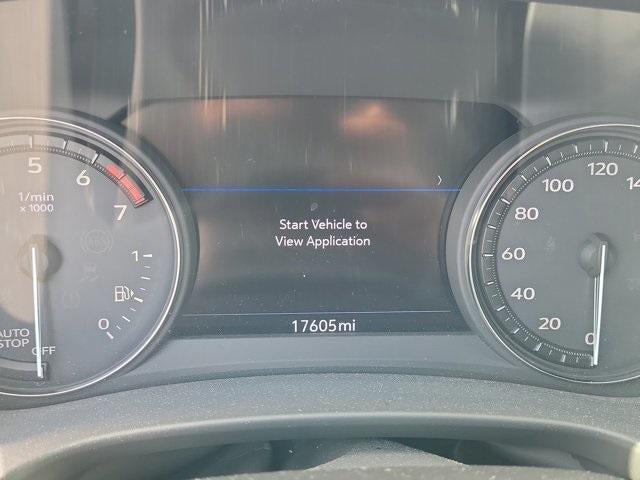 5
6
7
1/min
x 1000
1
0
AUTO
STOP OFF
Start Vehicle to
View Application
17605mi
0
20
40
60
80
100
120